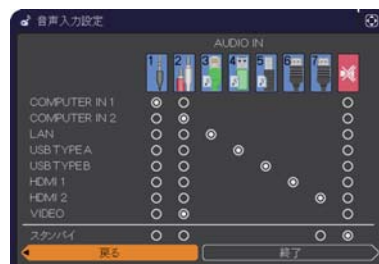 音声入力設定
AUDIO IN
1 2 3 4 5 6 7
COMPUTER IN 1
COMPUTER IN 2
LAN
USB TYPE A
USB TYPE B
HDMI 1
HDMI 2
VIDEO
スタンバイ
戻る 終了